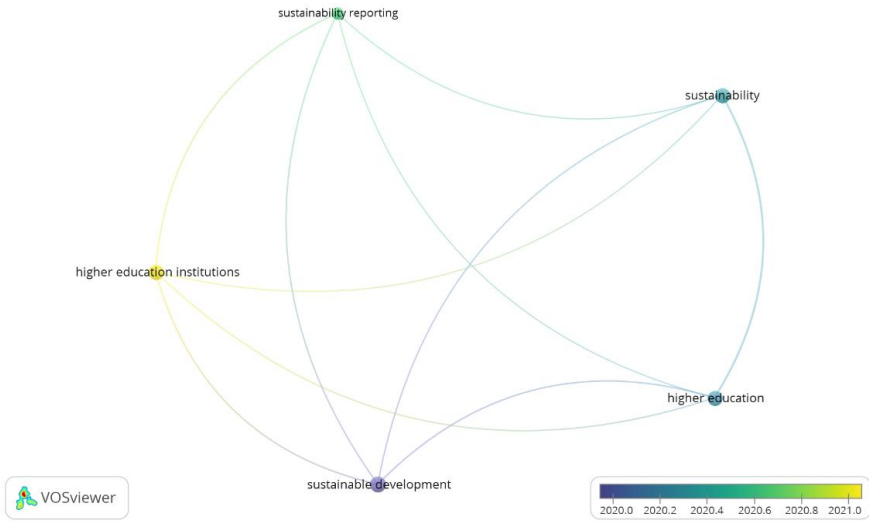 sustainability reporting
sustainability
higher education institutions
higher education
sustainable development
VOSviewer
2020.0 2020.2 2020.4 2020.6 2020.8 2021.0